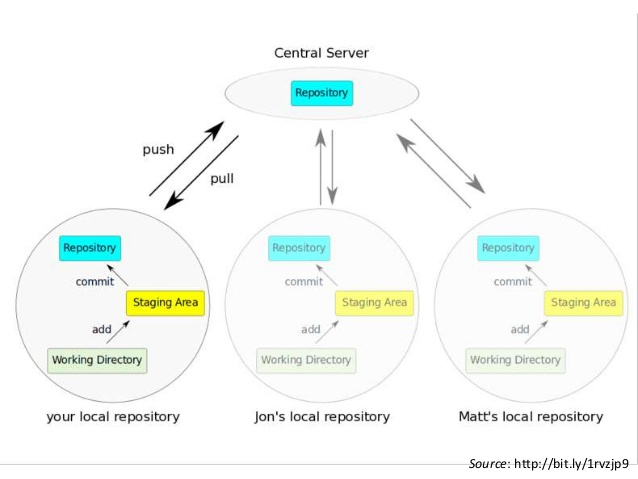 Central Server
Repository
push
pull
Repository
commit
Staging Area
add
Working Directory
your local repository
Repository
commit
Staging Area
add
Working Directory
Jon's local repository
Repository
commit
Staging Area
add
Working Directory
Matt's local repository
Source: http://bit.ly/1rvzjp9